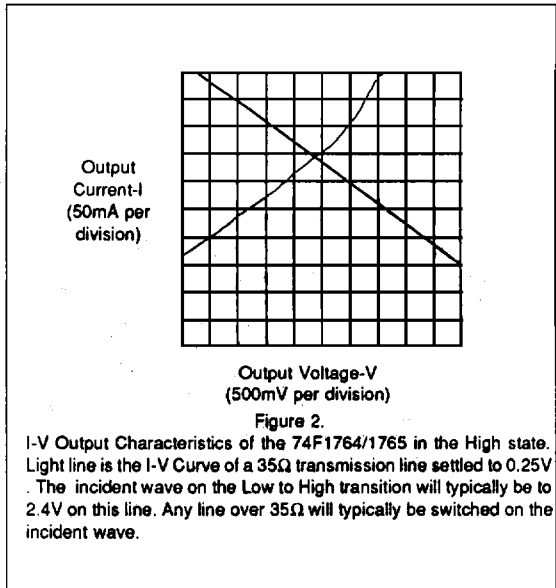 Output
Current-I
(50mA per
division)
Output Voltage-V
(500mV per division)
Figure 2.
I-V Output Characteristics of the 74F1764/1765 in the High state.
Light line is the I-V Curve of a 35Ω transmission line settled to 0.25V
. The incident wave on the Low to High transition will typically be to
2.4V on this line. Any line over 35Ω will typically be switched on the
incident wave.